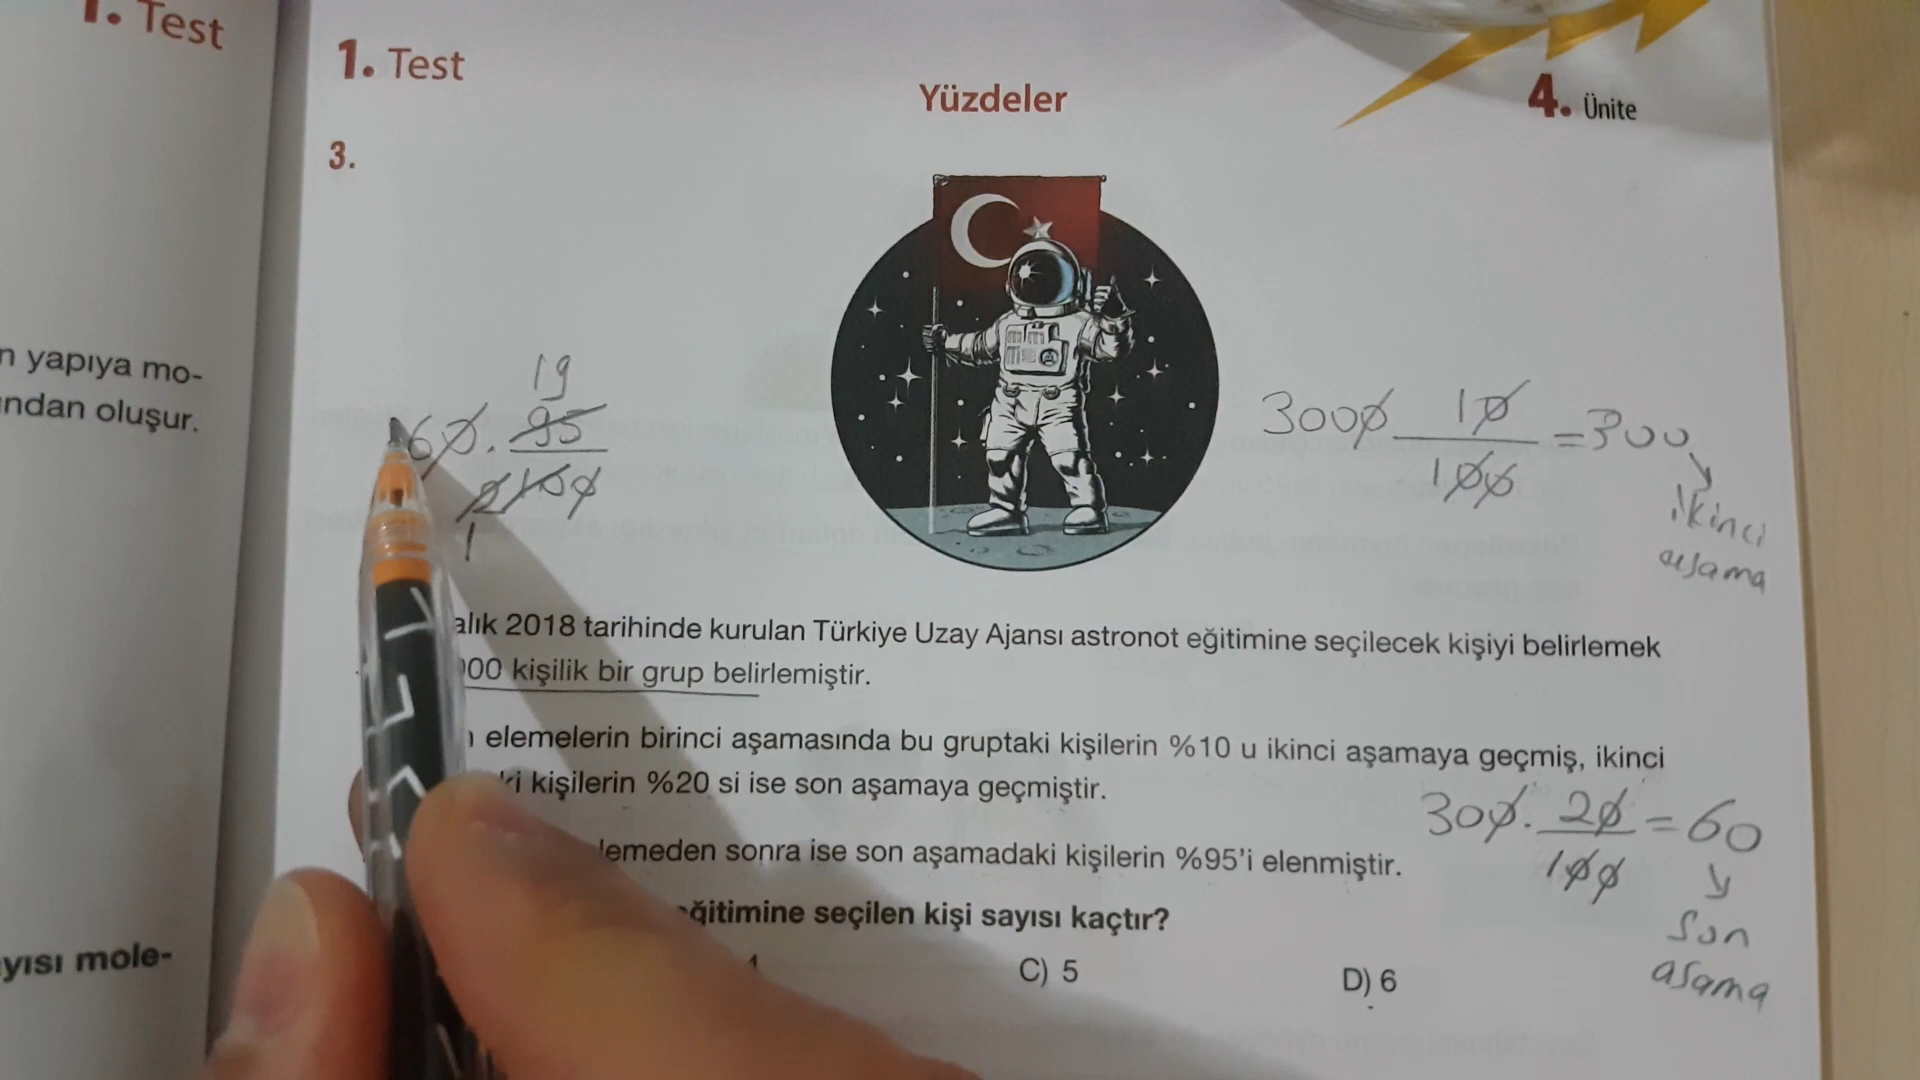 1. Test
1. Test
Yüzdeler
4. Ünite
3.
n yapıya mo-
ndan oluşur.
19
60 . 95
2 100
1
3000 . 10 = 300
100
ikinci
aşama
alık 2018 tarihinde kurulan Türkiye Uzay Ajansı astronot eğitimine seçilecek kişiyi belirlemek
000 kişilik bir grup belirlemiştir.
elemelerin birinci aşamasında bu gruptaki kişilerin %10 u ikinci aşamaya geçmiş, ikinci
ki kişilerin %20 si ise son aşamaya geçmiştir.
300 . 20 = 60
100
lemeden sonra ise son aşamadaki kişilerin %95'i elenmiştir.
son
aşama
ğitimine seçilen kişi sayısı kaçtır?
yısı mole-
C) 5
D) 6